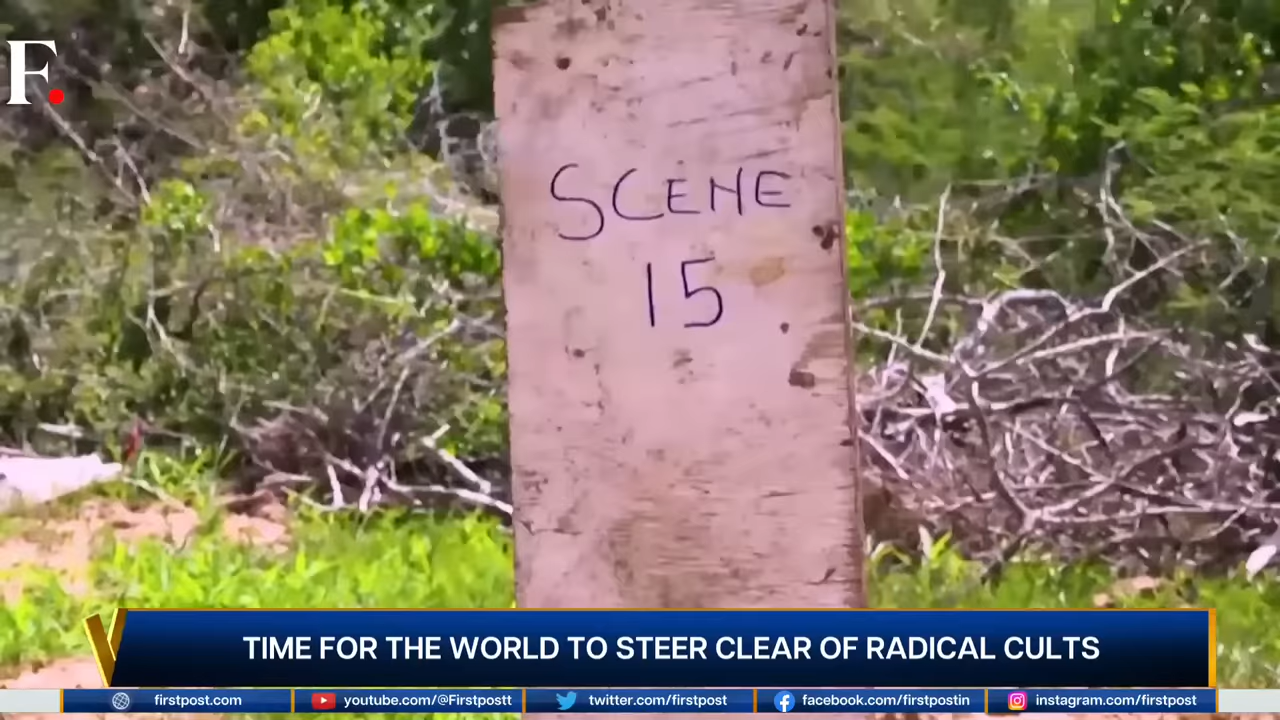 F.
SCENE
15
TIME FOR THE WORLD TO STEER CLEAR OF RADICAL CULTS
firstpost.com
youtube.com/@Firstpostt
twitter.com/firstpost
facebook.com/firstpostin
instagram.com/firstpost